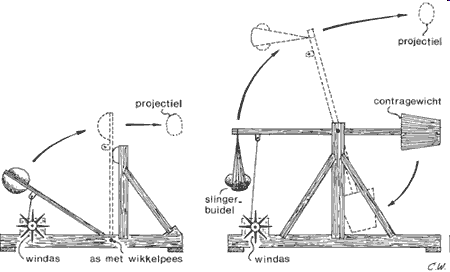 projectiel
windas
as met wikkelpees
projectiel
contragewicht
slinger-
buidel
windas
C.W.